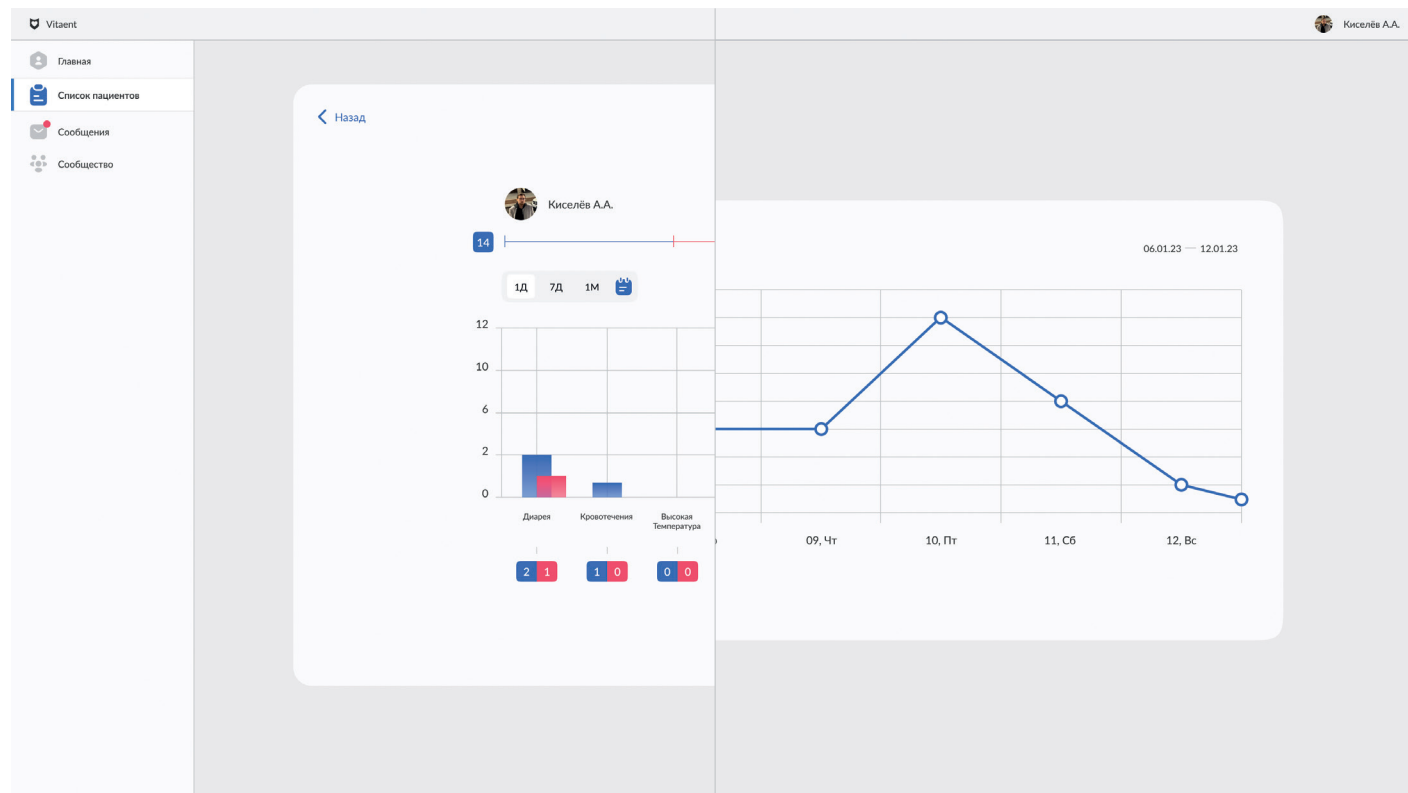 Vitaent
Киселёв А.А.
Главная
Список пациентов
Сообщения
Сообщество
Назад
Киселёв А.А.
14
1Д 7Д 1М
12
10
6
2
0
Диарея Кровотечения Высокая
Температура
2 1 1 0 0 0
06.01.23 — 12.01.23
09, Чт 10, Пт 11, Сб 12, Вс